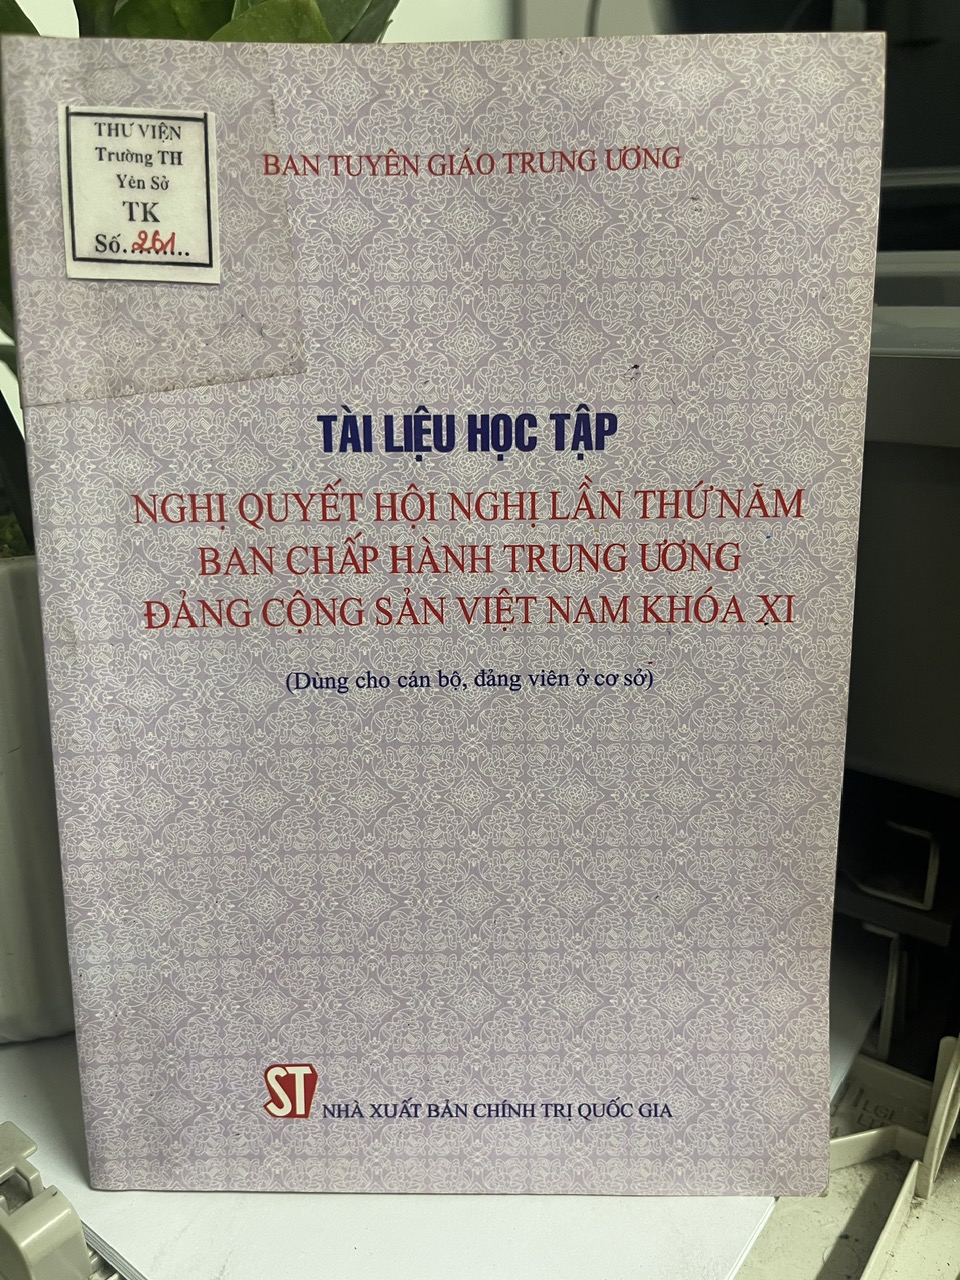 THƯ VIỆN
Trường TH
Yên Sở
TK
Số.261.......
BAN TUYÊN GIÁO TRUNG ƯƠNG
TÀI LIỆU HỌC TẬP
NGHỊ QUYẾT HỘI NGHỊ LẦN THỨ NĂM
BAN CHẤP HÀNH TRUNG ƯƠNG
ĐẢNG CỘNG SẢN VIỆT NAM KHÓA XI
(Dùng cho cán bộ, đảng viên ở cơ sở)
ST
NHÀ XUẤT BẢN CHÍNH TRỊ QUỐC GIA